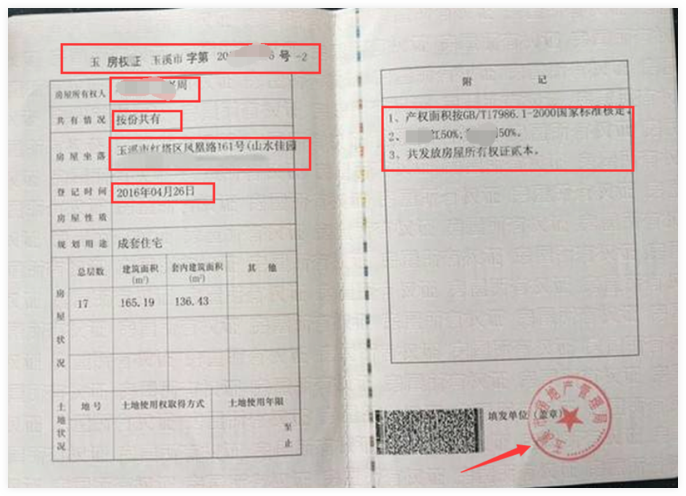 玉 房权证 玉溪市 字第 20 6 号 -2
房屋所有权人 周
共有情况 按份共有
房屋坐落 玉溪市红塔区凤凰路161号(山水佳园
登记时间 2016年04月26日
房屋性质
规划用途 成套住宅
房屋状况 总层数 建筑面积(m²) 套内建筑面积(m²) 其他
17 165.19 136.43
土地状况 地号 土地使用权取得方式 土地使用年限
至
止
附 记
1、产权面积按GB/T17986.1-2000国家标准核定。
2、 50%, 50%。
3、共发放房屋所有权证贰本。
填发单位(盖章)
玉溪市房地产管理局